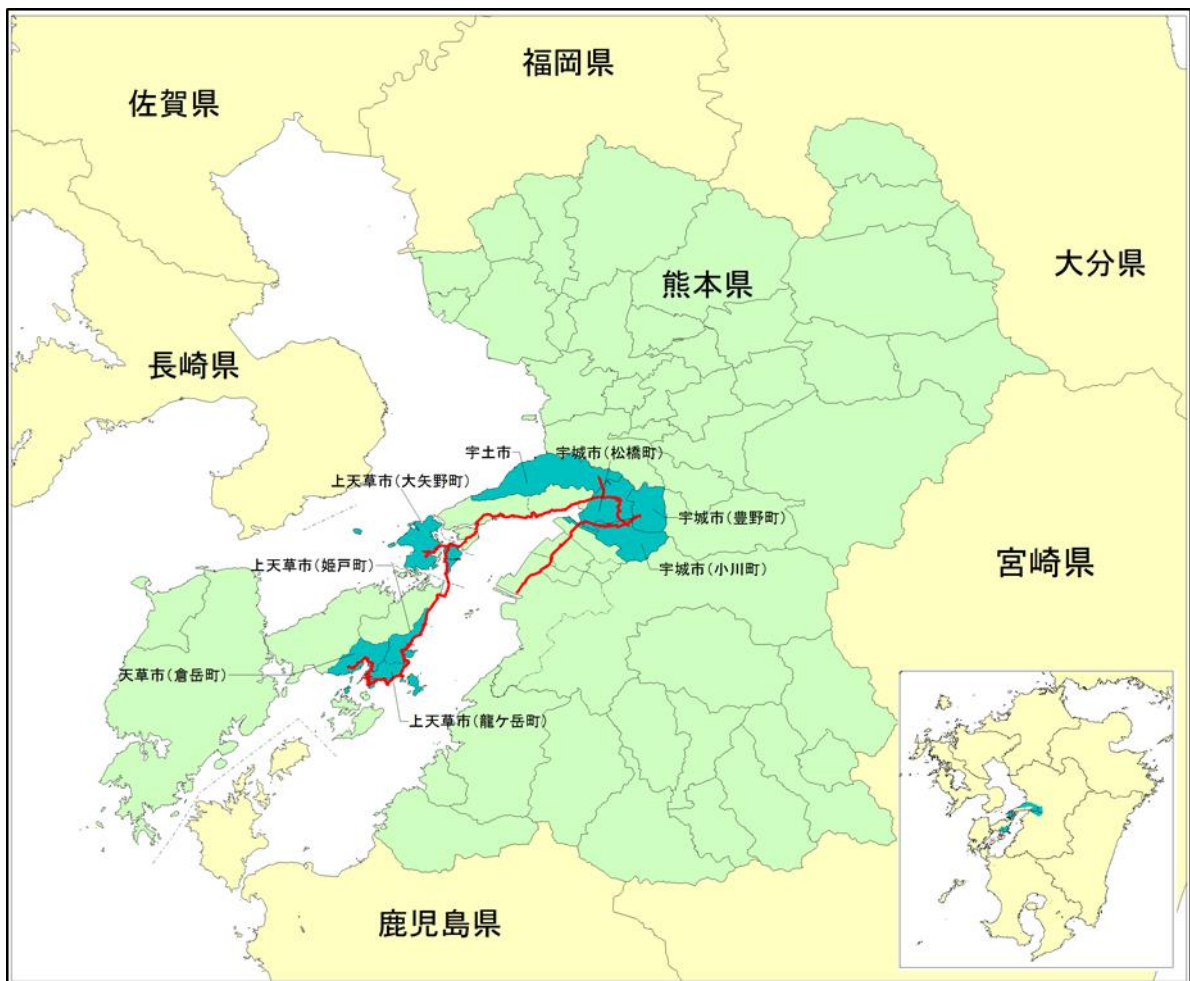 福岡県
佐賀県
大分県
熊本県
長崎県
宇土市
宇城市(松橋町)
上天草市(大矢野町)
宇城市(豊野町)
上天草市(姫戸町)
宇城市(小川町)
宮崎県
天草市(倉岳町)
上天草市(龍ケ岳町)
鹿児島県